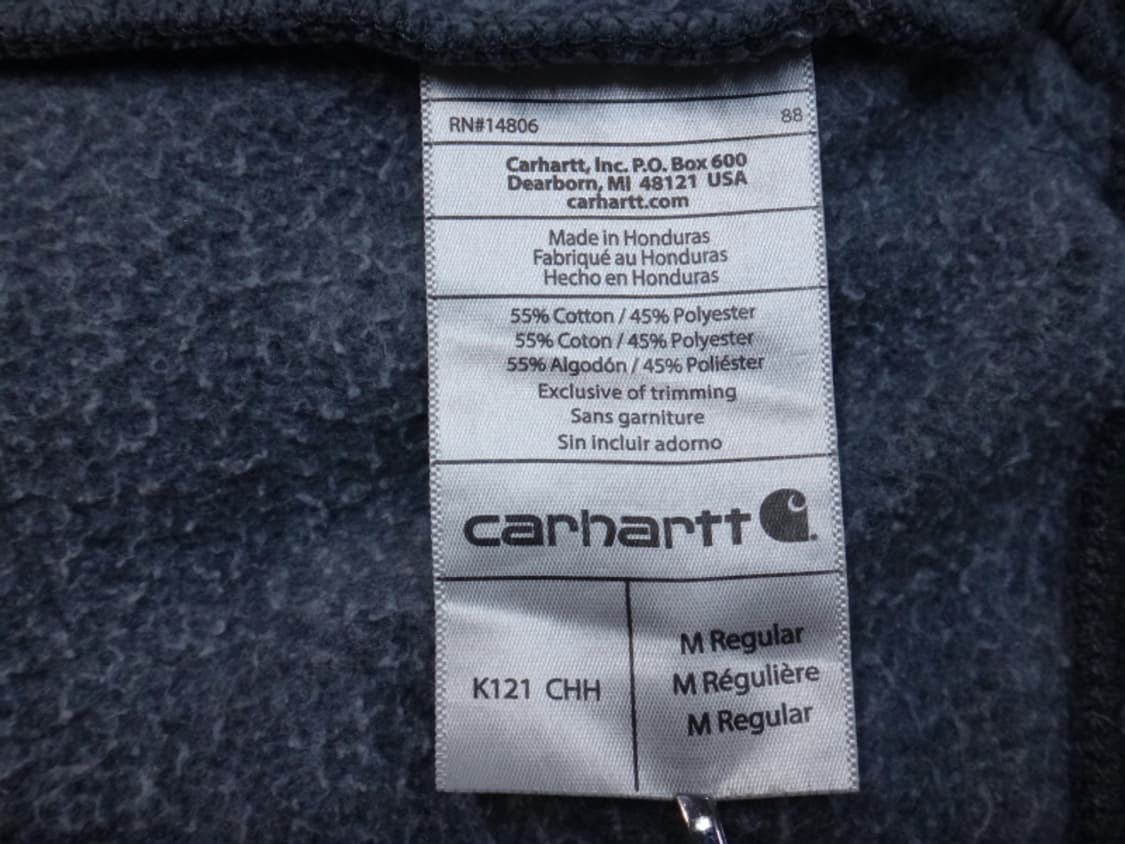 RN#14806 88
Carhartt, Inc. P.O. Box 600
Dearborn, MI 48121 USA
carhartt.com
Made in Honduras
Fabriqué au Honduras
Hecho en Honduras
55% Cotton / 45% Polyester
55% Coton / 45% Polyester
55% Algodón / 45% Poliéster
Exclusive of trimming
Sans garniture
Sin incluir adorno
carhartt
K121 CHH
M Regular
M Régulière
M Regular